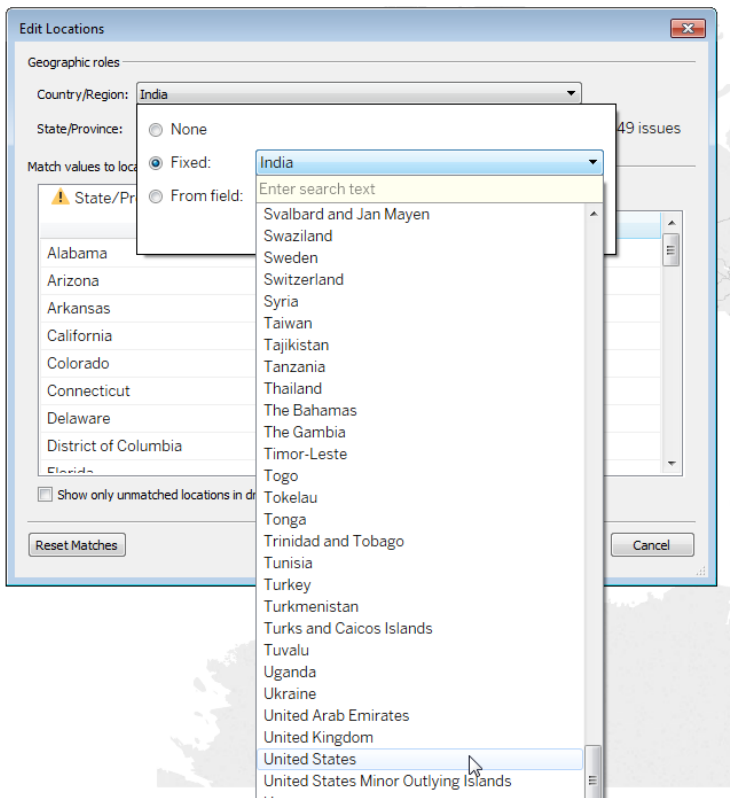 Edit Locations
Geographic roles
Country/Region: India
State/Province:
49 issues
None
Fixed: India
From field:
Enter search text
Match values to loca
State/Pr
Alabama
Arizona
Arkansas
California
Colorado
Connecticut
Delaware
District of Columbia
Florida
Show only unmatched locations in dr
Reset Matches
Cancel
Svalbard and Jan Mayen
Swaziland
Sweden
Switzerland
Syria
Taiwan
Tajikistan
Tanzania
Thailand
The Bahamas
The Gambia
Timor-Leste
Togo
Tokelau
Tonga
Trinidad and Tobago
Tunisia
Turkey
Turkmenistan
Turks and Caicos Islands
Tuvalu
Uganda
Ukraine
United Arab Emirates
United Kingdom
United States
United States Minor Outlying Islands